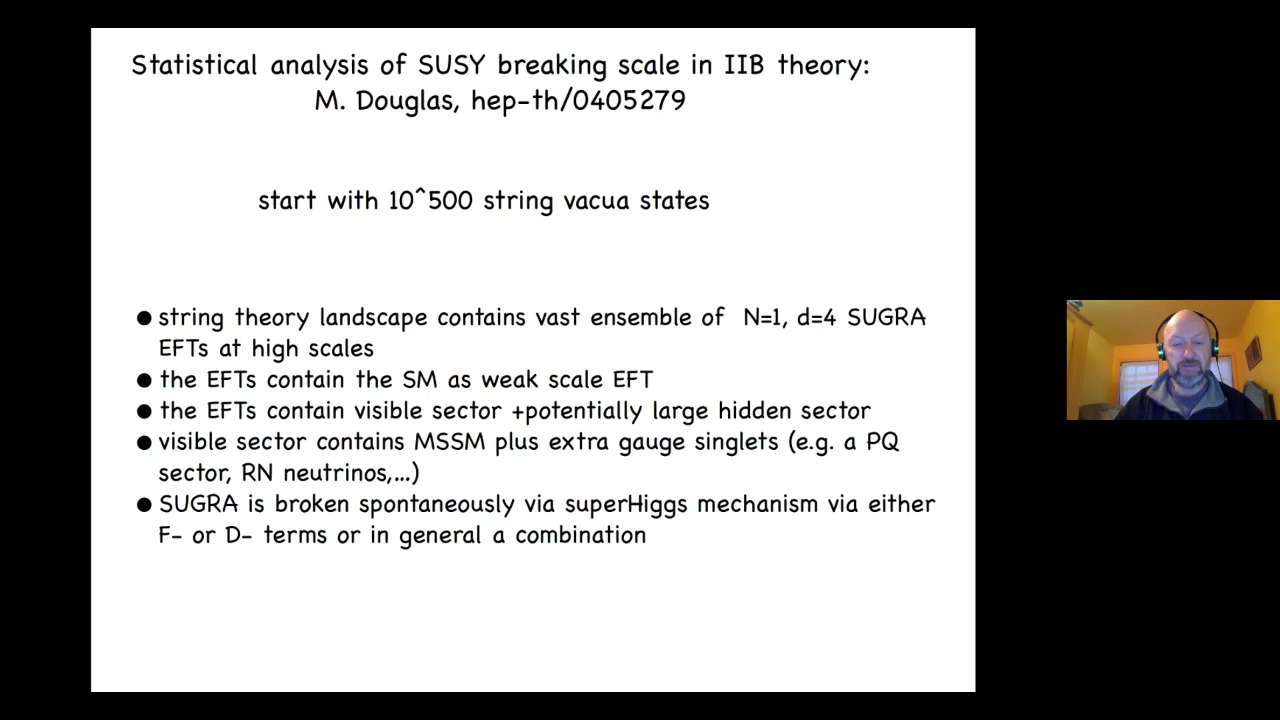 Statistical analysis of SUSY breaking scale in IIB theory:
M. Douglas, hep-th/0405279
start with 10^500 string vacua states
● string theory landscape contains vast ensemble of N=1, d=4 SUGRA
EFTs at high scales
● the EFTs contain the SM as weak scale EFT
● the EFTs contain visible sector +potentially large hidden sector
● visible sector contains MSSM plus extra gauge singlets (e.g. a PQ
sector, RN neutrinos,...)
● SUGRA is broken spontaneously via superHiggs mechanism via either
F- or D- terms or in general a combination